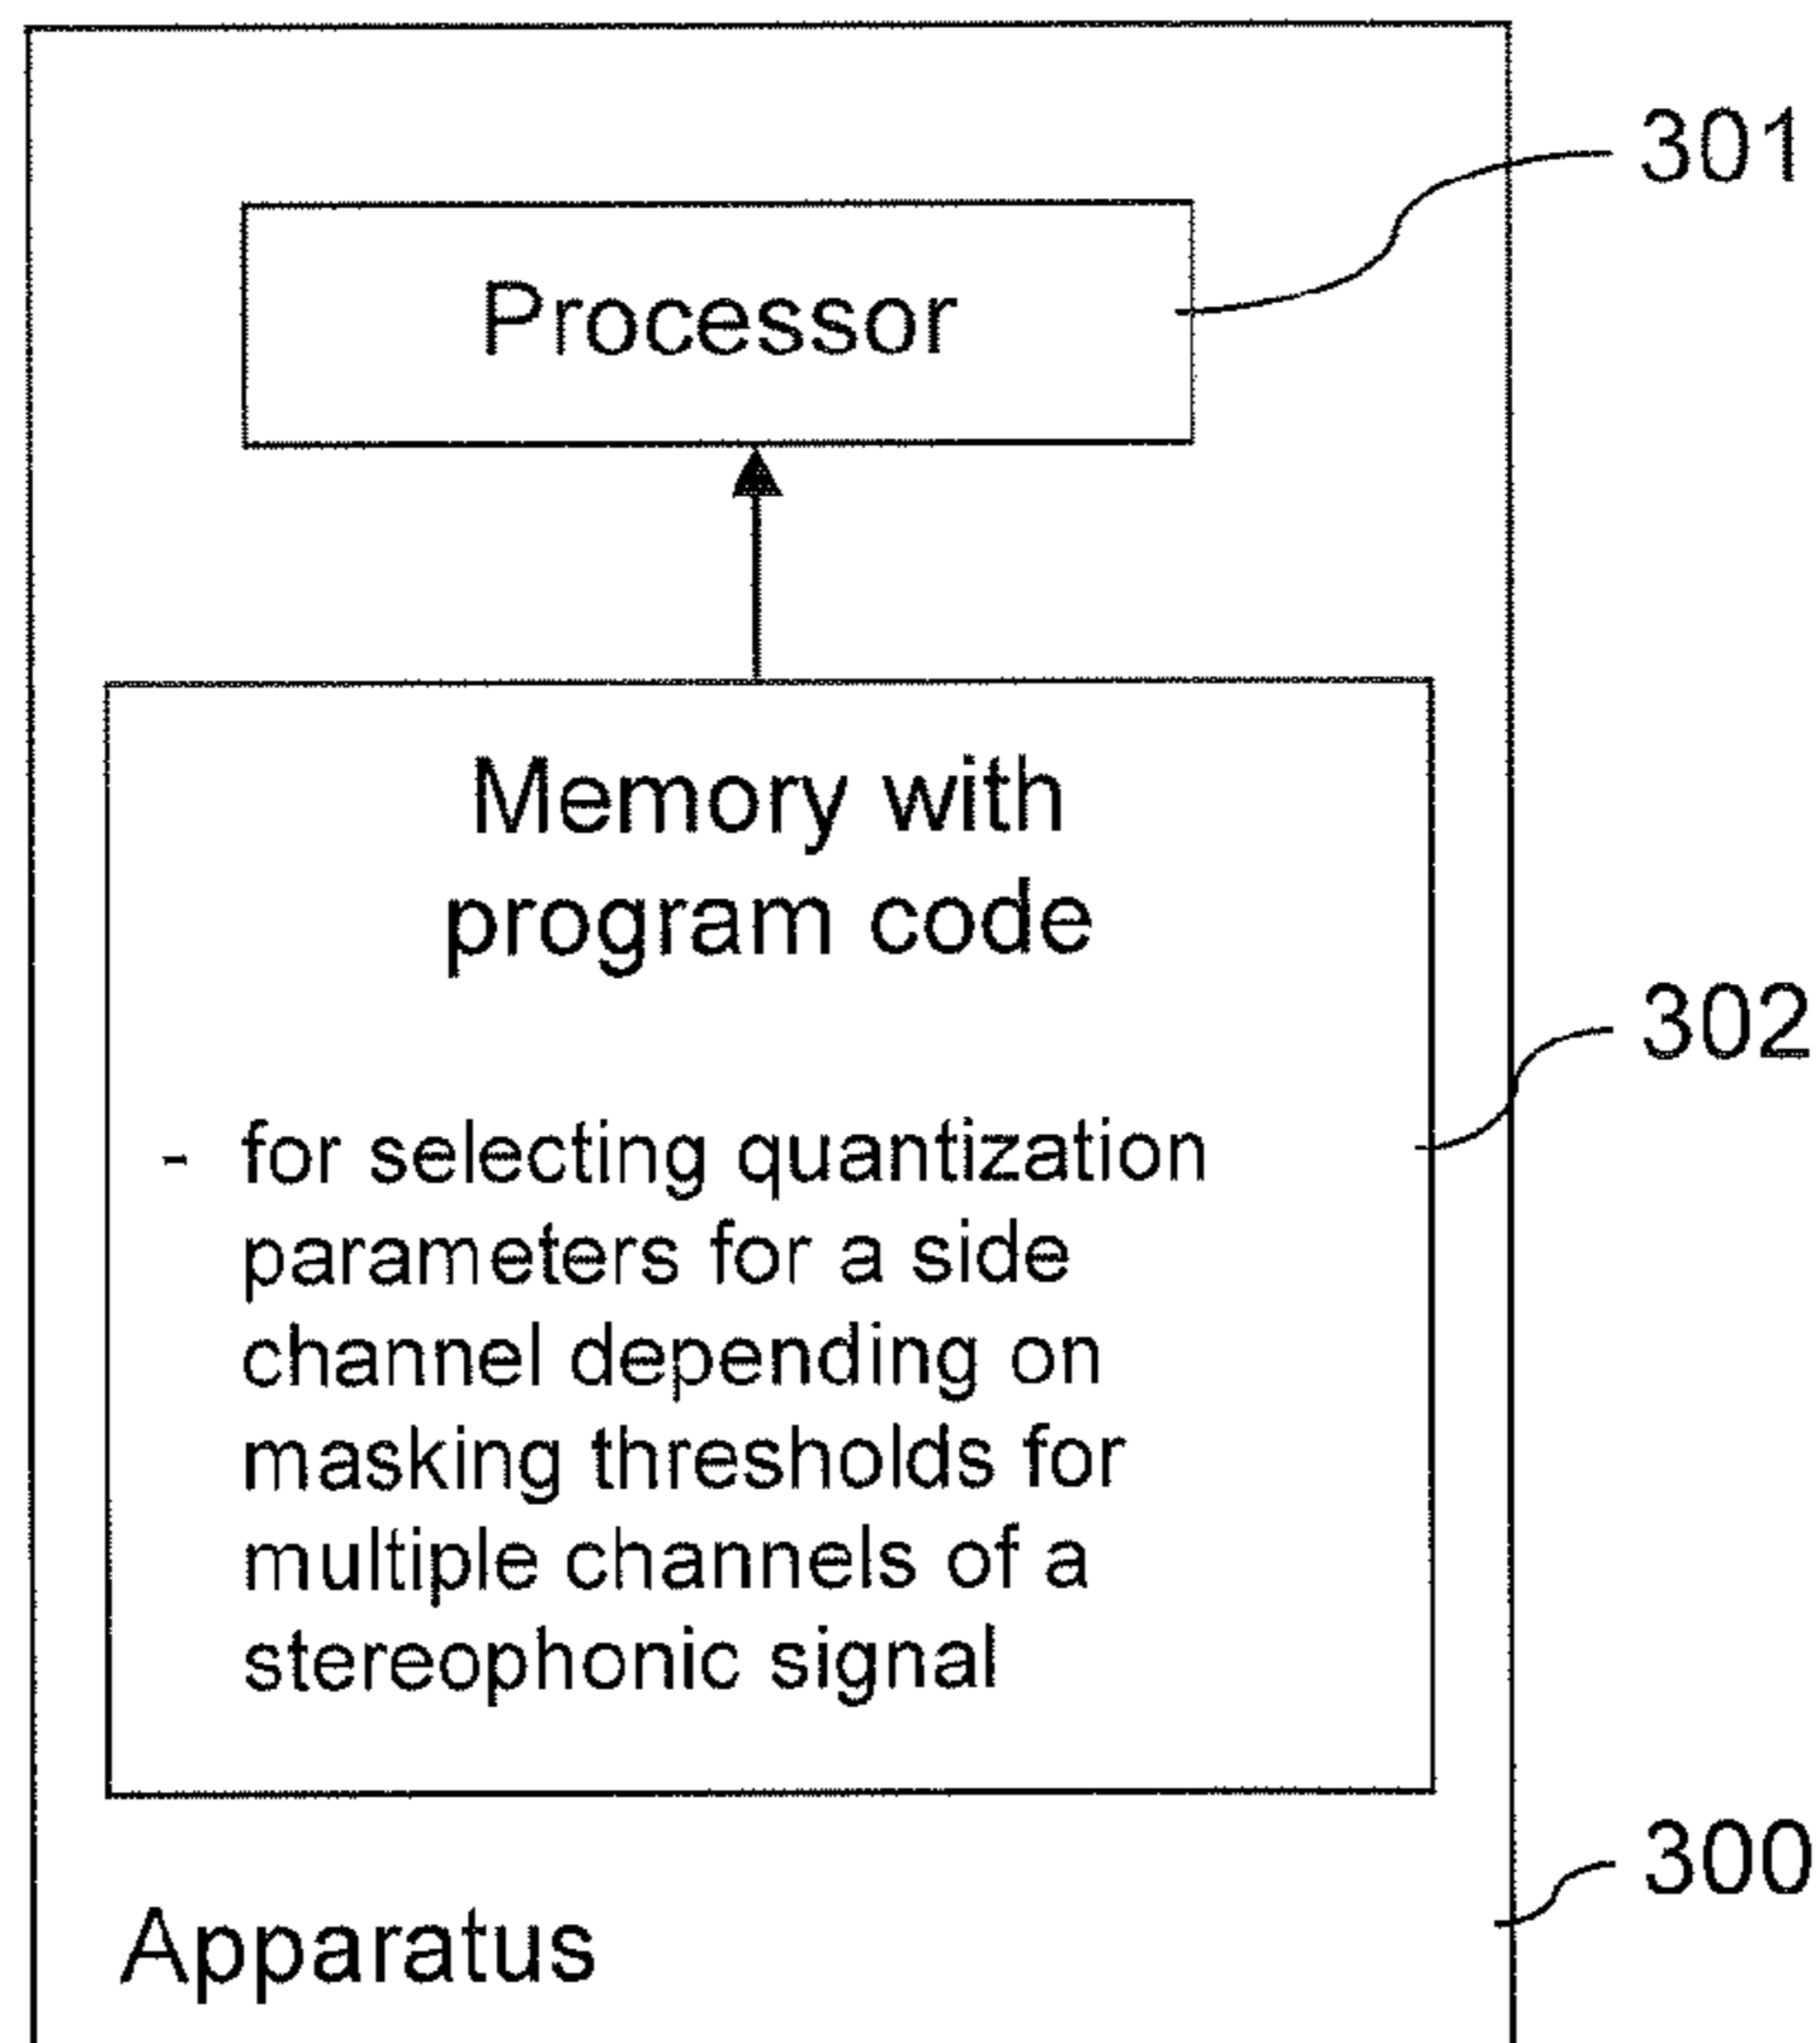 301
Processor
Memory with
program code
302
- for selecting quantization
parameters for a side
channel depending on
masking thresholds for
multiple channels of a
stereophonic signal
300
Apparatus